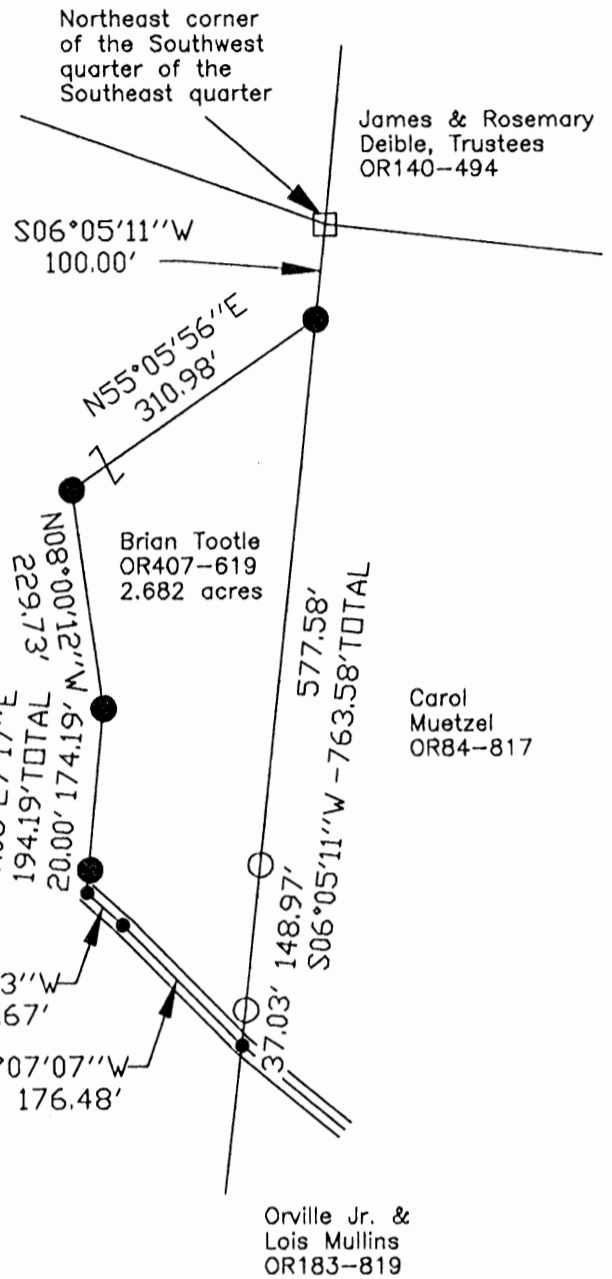 Northeast corner
of the Southwest
quarter of the
Southeast quarter
James & Rosemary
Deible, Trustees
OR140-494
S06°05'11"W
100.00'
N55°05'56"E
310.98'
Brian Tootle
OR407-619
2.682 acres
N08°00'12"W
229.73'
194.19'TOTAL
20.00' 174.19'
577.58'
S06°05'11"W -763.58'TOTAL
148.97'
37.03'
Carol
Muetzel
OR84-817
3"W
.67'
°07'07"W
176.48'
Orville Jr. &
Lois Mullins
OR183-819